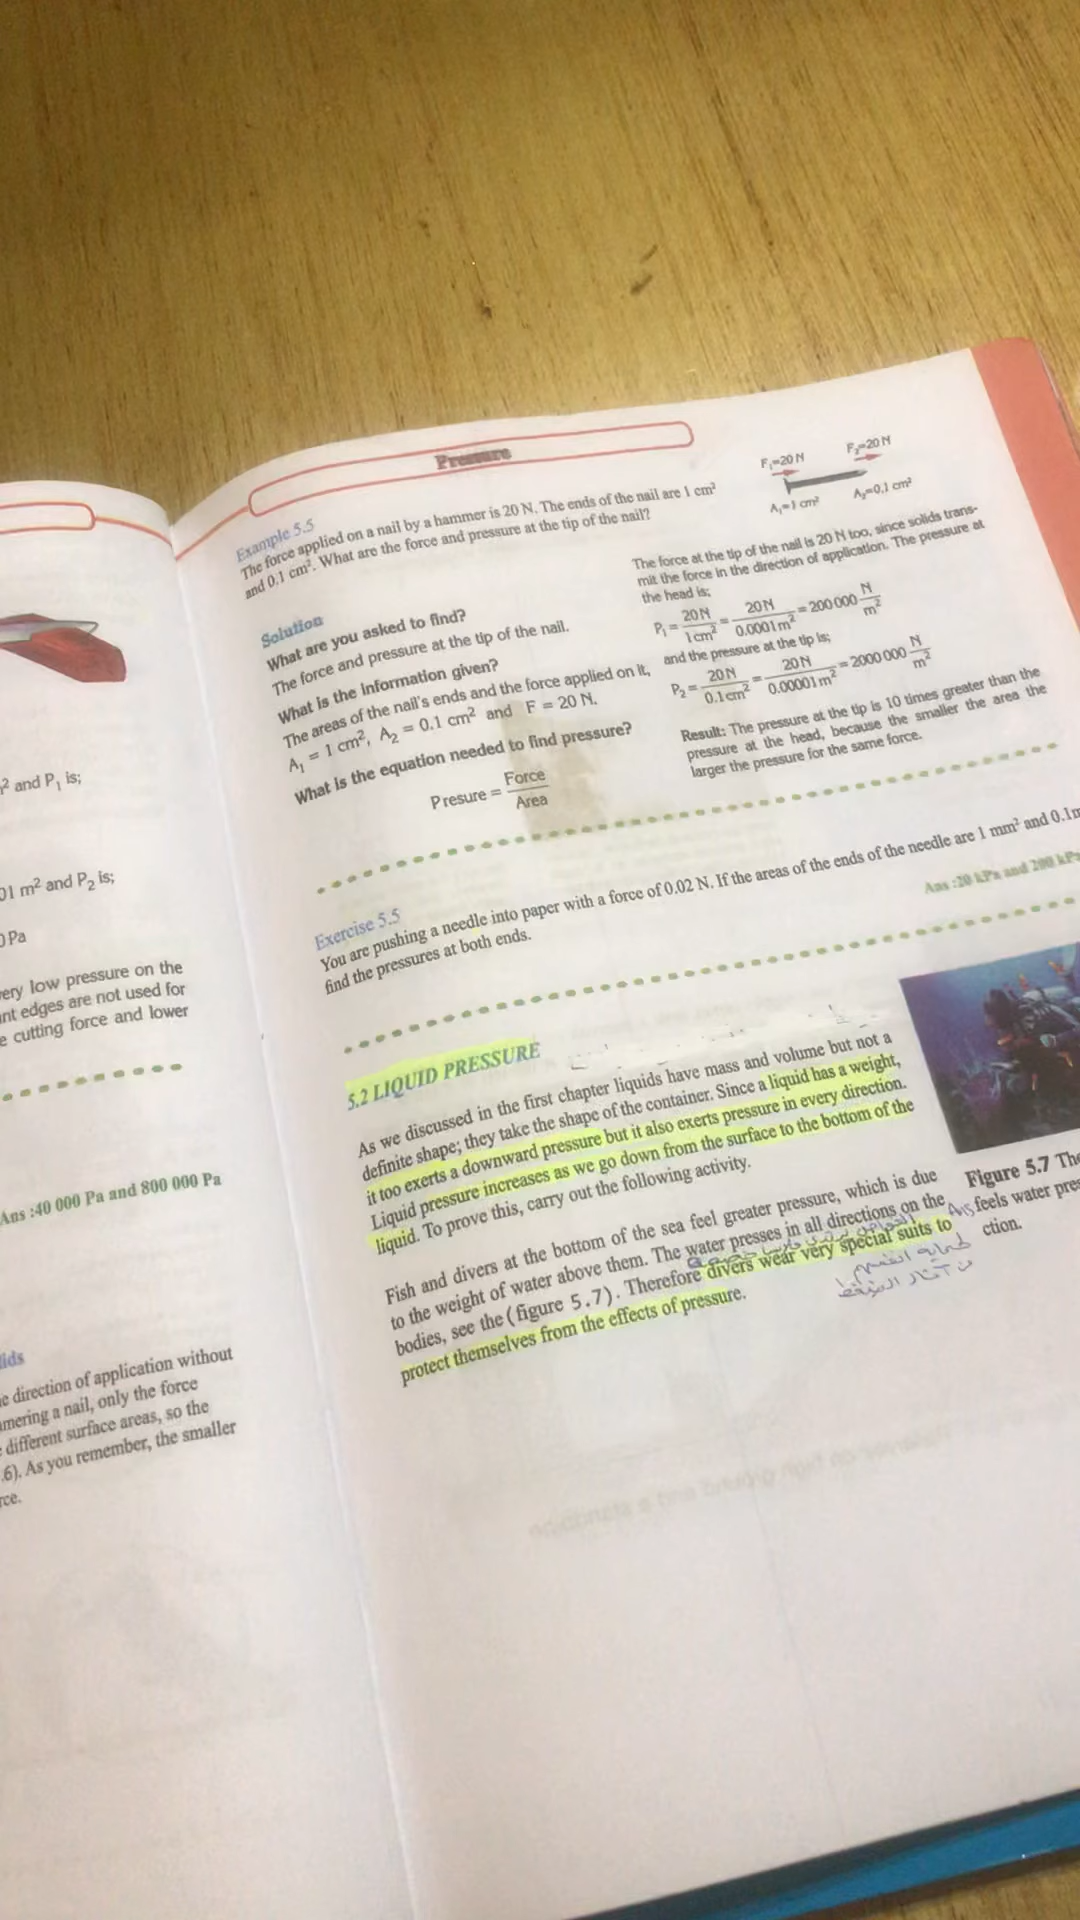 ² and P₁ is;
01 m² and P₂ is;
0 Pa
ery low pressure on the
nt edges are not used for
e cutting force and lower
Ans :40 000 Pa and 800 000 Pa
lids
e direction of application without
mering a nail, only the force
different surface areas, so the
.6). As you remember, the smaller
rce.
Pressure
Example 5.5
The force applied on a nail by a hammer is 20 N. The ends of the nail are 1 cm²
and 0.1 cm². What are the force and pressure at the tip of the nail?
F₁=20 N F₂=20 N
A₁=1 cm² A₂=0,1 cm²
Solution
What are you asked to find?
The force and pressure at the tip of the nail.
What is the information given?
The areas of the nail's ends and the force applied on it,
A₁ = 1 cm², A₂ = 0.1 cm² and F = 20 N.
What is the equation needed to find pressure?
Presure = Force / Area
The force at the tip of the nail is 20 N too, since solids trans-
mit the force in the direction of application. The pressure at
the head is;
P₁ = 20 N / 1 cm² = 20 N / 0.0001 m² = 200 000 N / m²
and the pressure at the tip is;
P₂ = 20 N / 0.1 cm² = 20 N / 0.00001 m² = 2000 000 N / m²
Result: The pressure at the tip is 10 times greater than the
pressure at the head, because the smaller the area the
larger the pressure for the same force.
Exercise 5.5
You are pushing a needle into paper with a force of 0.02 N. If the areas of the ends of the needle are 1 mm² and 0.1m
find the pressures at both ends.
Ans :20 kPa and 200 kPa
5.2 LIQUID PRESSURE
As we discussed in the first chapter liquids have mass and volume but not a
definite shape; they take the shape of the container. Since a liquid has a weight,
it too exerts a downward pressure but it also exerts pressure in every direction.
Liquid pressure increases as we go down from the surface to the bottom of the
liquid. To prove this, carry out the following activity.
Fish and divers at the bottom of the sea feel greater pressure, which is due
to the weight of water above them. The water presses in all directions on the
bodies, see the (figure 5.7). Therefore divers wear very special suits to
protect themselves from the effects of pressure.
Figure 5.7 The
feels water pres
ction.